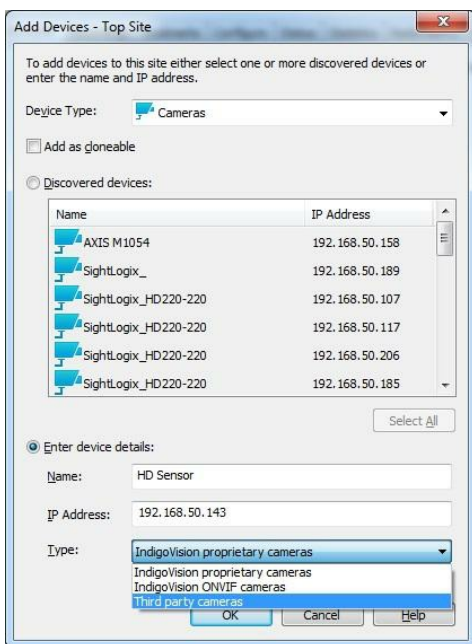 Add Devices - Top Site
To add devices to this site either select one or more discovered devices or
enter the name and IP address.
Device Type:
Cameras
Add as cloneable
Discovered devices:
Name IP Address
AXIS M1054 192.168.50.158
SightLogix_ 192.168.50.189
SightLogix_HD220-220 192.168.50.107
SightLogix_HD220-220 192.168.50.117
SightLogix_HD220-220 192.168.50.206
SightLogix_HD220-220 192.168.50.185
Select All
Enter device details:
Name: HD Sensor
IP Address: 192.168.50.143
Type: IndigoVision proprietary cameras
IndigoVision proprietary cameras
IndigoVision ONVIF cameras
Third party cameras
OK Cancel Help